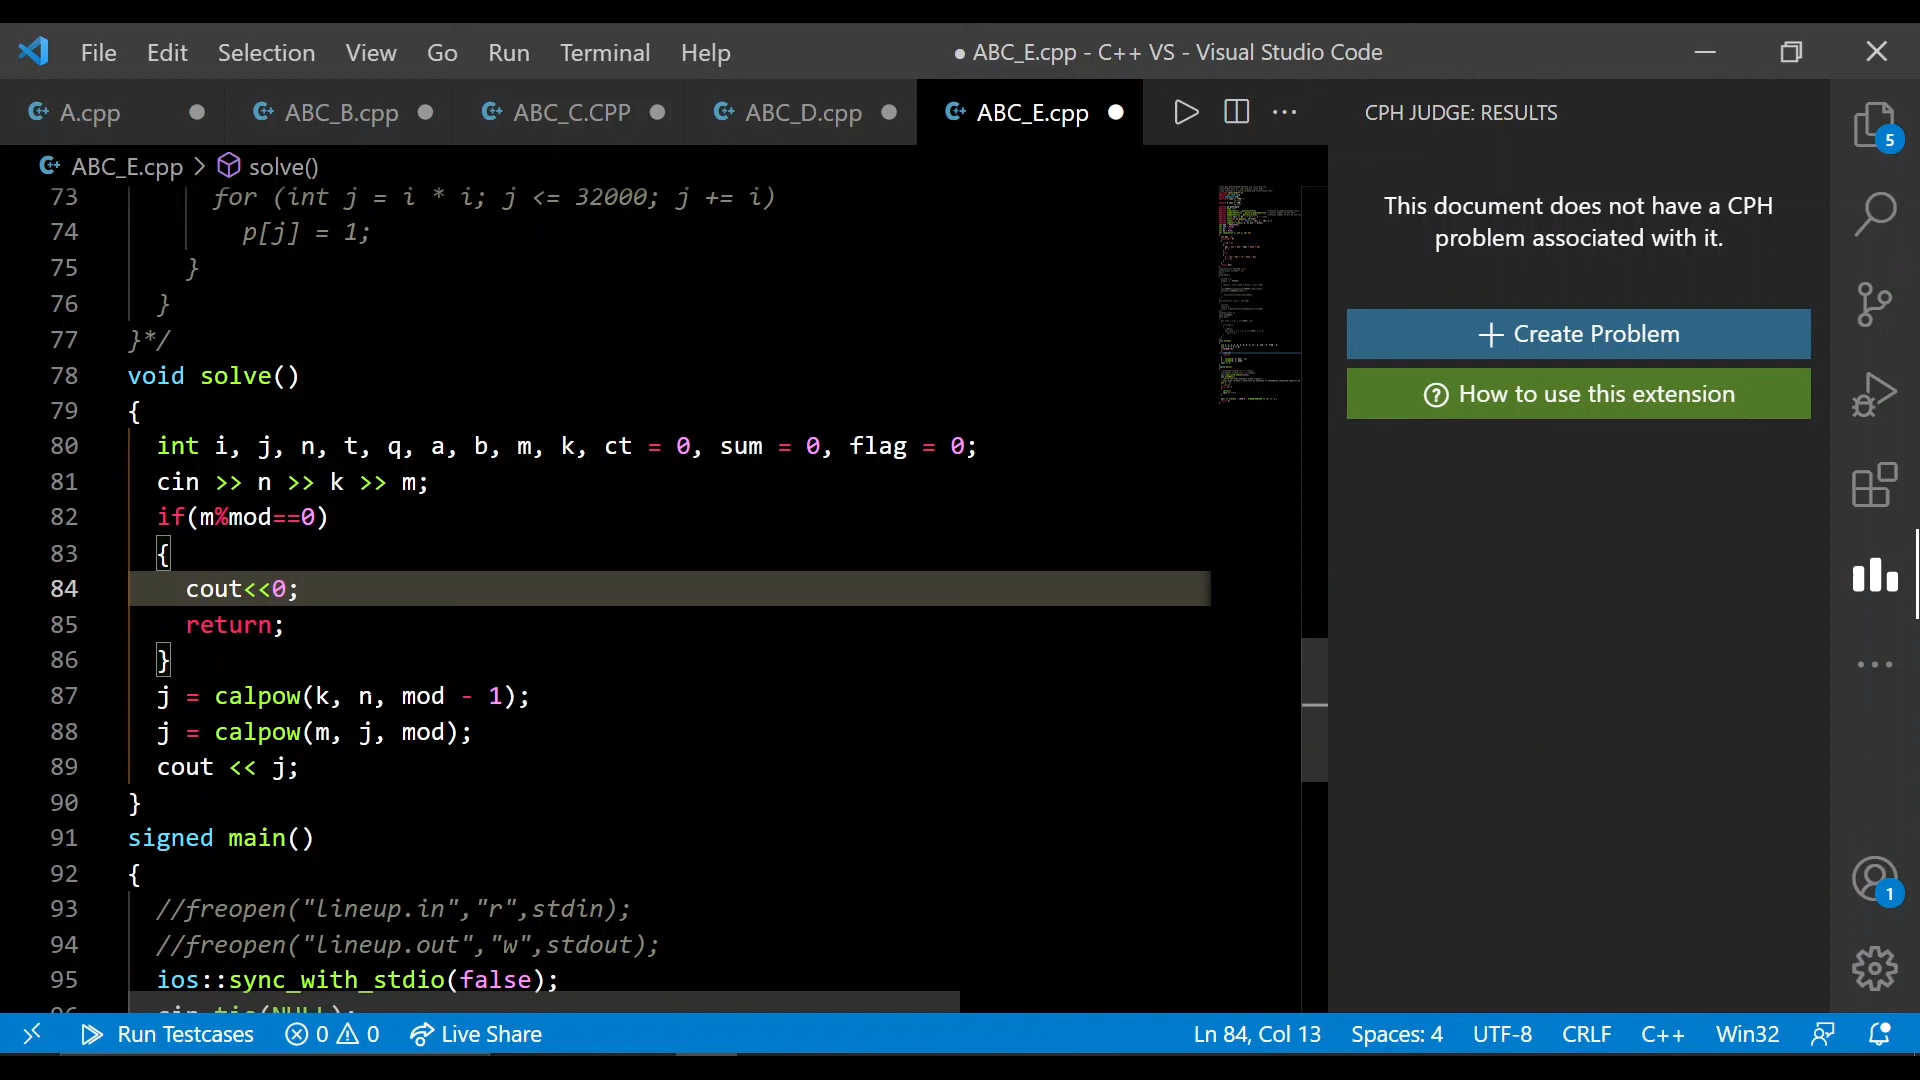 File Edit Selection View Go Run Terminal Help ● ABC_E.cpp - C++ VS - Visual Studio Code
A.cpp ABC_B.cpp ABC_C.CPP ABC_D.cpp ABC_E.cpp CPH JUDGE: RESULTS
ABC_E.cpp > solve()
73 for (int j = i * i; j <= 32000; j += i)
74 p[j] = 1;
75 }
76 }
77 }*/
78 void solve()
79 {
80 int i, j, n, t, q, a, b, m, k, ct = 0, sum = 0, flag = 0;
81 cin >> n >> k >> m;
82 if(m%mod==0)
83 {
84 cout<<0;
85 return;
86 }
87 j = calpow(k, n, mod - 1);
88 j = calpow(m, j, mod);
89 cout << j;
90 }
91 signed main()
92 {
93 //freopen("lineup.in","r",stdin);
94 //freopen("lineup.out","w",stdout);
95 ios::sync_with_stdio(false);
96 cin.tie(NULL);
This document does not have a CPH
problem associated with it.
+ Create Problem
How to use this extension
5
1
Run Testcases 0 0 Live Share Ln 84, Col 13 Spaces: 4 UTF-8 CRLF C++ Win32